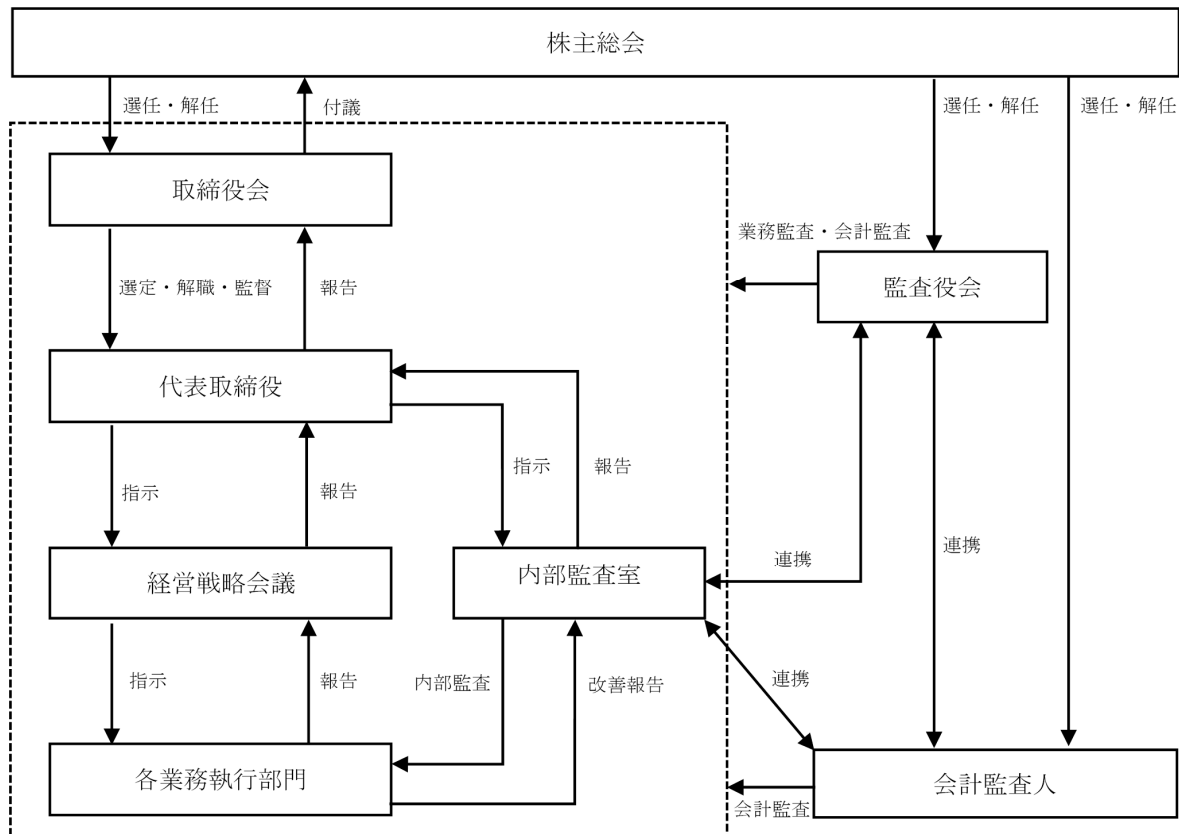 株主総会
選任・解任
付議
選任・解任
選任・解任
取締役会
業務監査・会計監査
選定・解職・監督
報告
監査役会
代表取締役
指示
報告
指示
報告
経営戦略会議
内部監査室
連携
連携
指示
報告
内部監査
改善報告
連携
各業務執行部門
会計監査人
会計監査